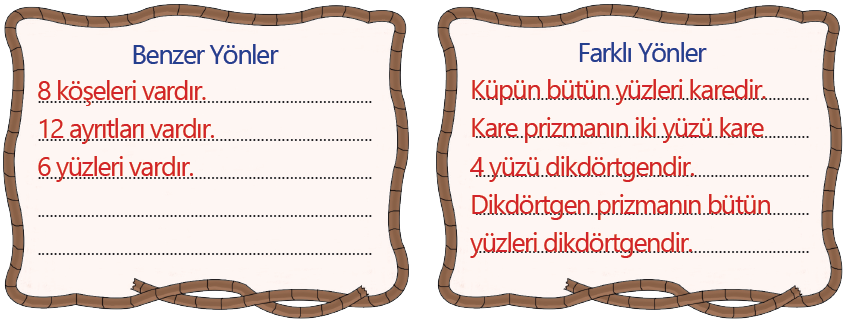 Benzer Yönler
8 köşeleri vardır.
12 ayrıtları vardır.
6 yüzleri vardır.
Farklı Yönler
Küpün bütün yüzleri karedir.
Kare prizmanın iki yüzü kare
4 yüzü dikdörtgendir.
Dikdörtgen prizmanın bütün
yüzleri dikdörtgendir.